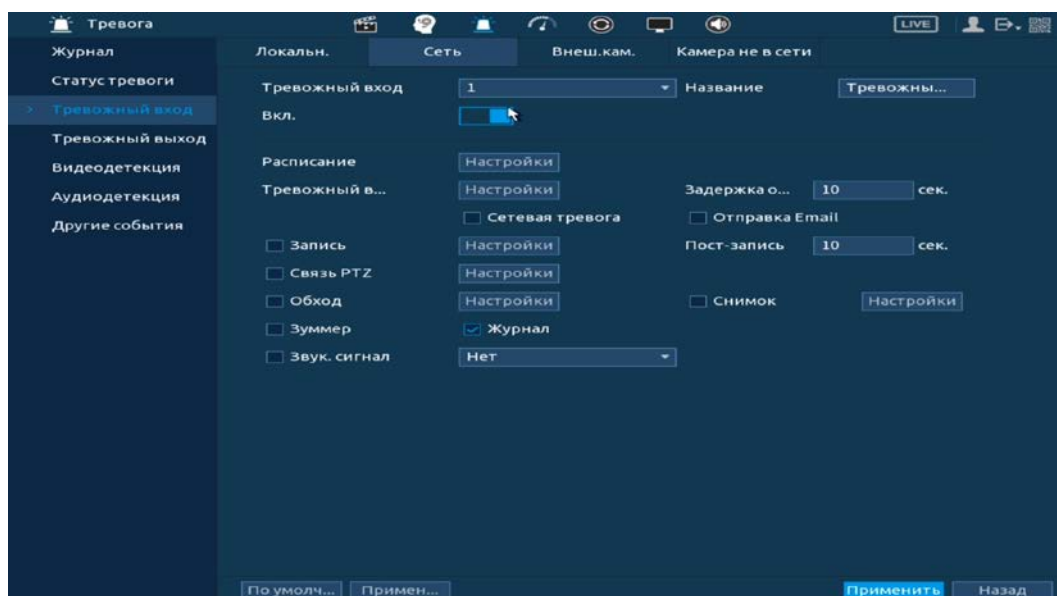 Тревога
LIVE
Журнал
Статус тревоги
Тревожный вход
Тревожный выход
Видеодетекция
Аудиодетекция
Другие события
Локальн. Сеть Внеш.кам. Камера не в сети
Тревожный вход 1 Название Тревожны...
Вкл.
Расписание Настройки
Тревожный в... Настройки Задержка о... 10 сек.
Сетевая тревога Отправка Email
Запись Настройки Пост-запись 10 сек.
Связь PTZ Настройки
Обход Настройки Снимок Настройки
Зуммер Журнал
Звук. сигнал Нет
По умолч... Примен... Применить Назад